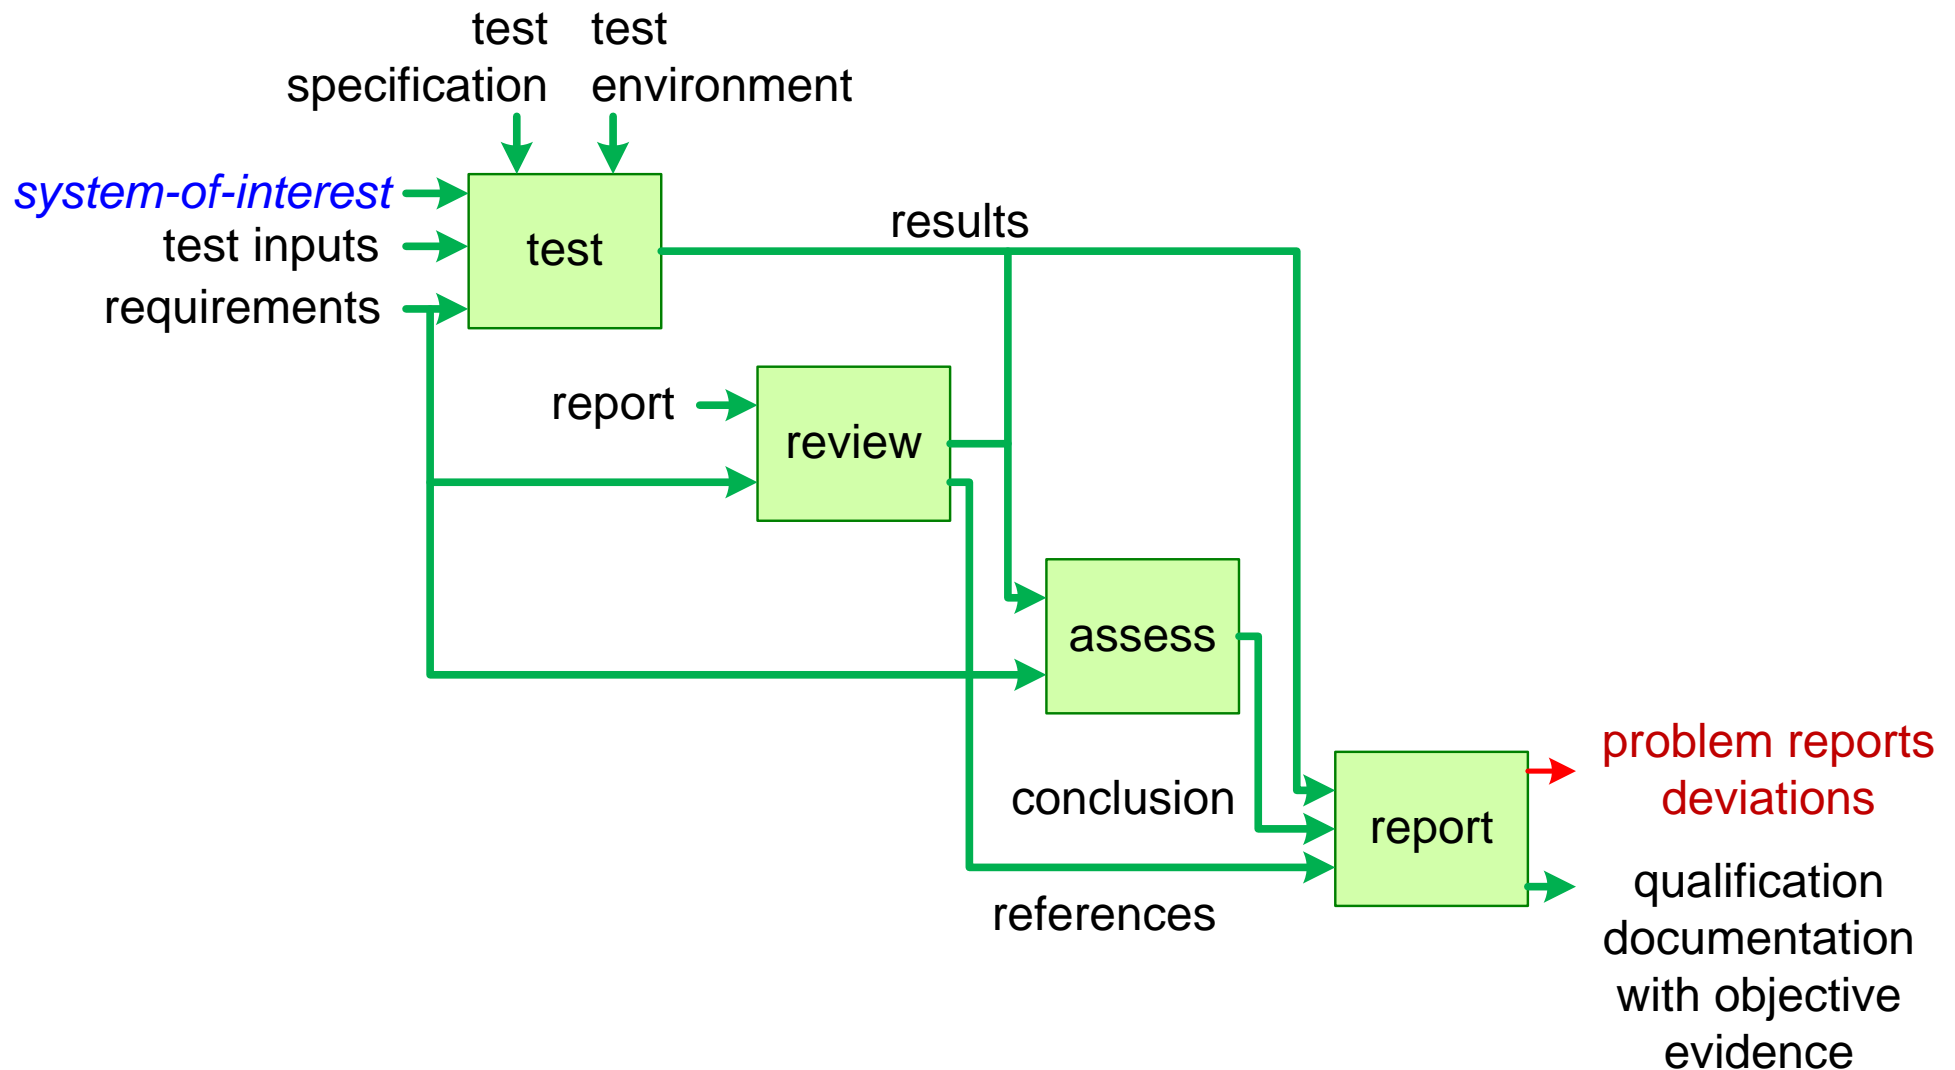 test
specification
test
environment
system-of-interest
test inputs
requirements
test
results
report
review
assess
conclusion
references
report
problem reports
deviations
qualification
documentation
with objective
evidence